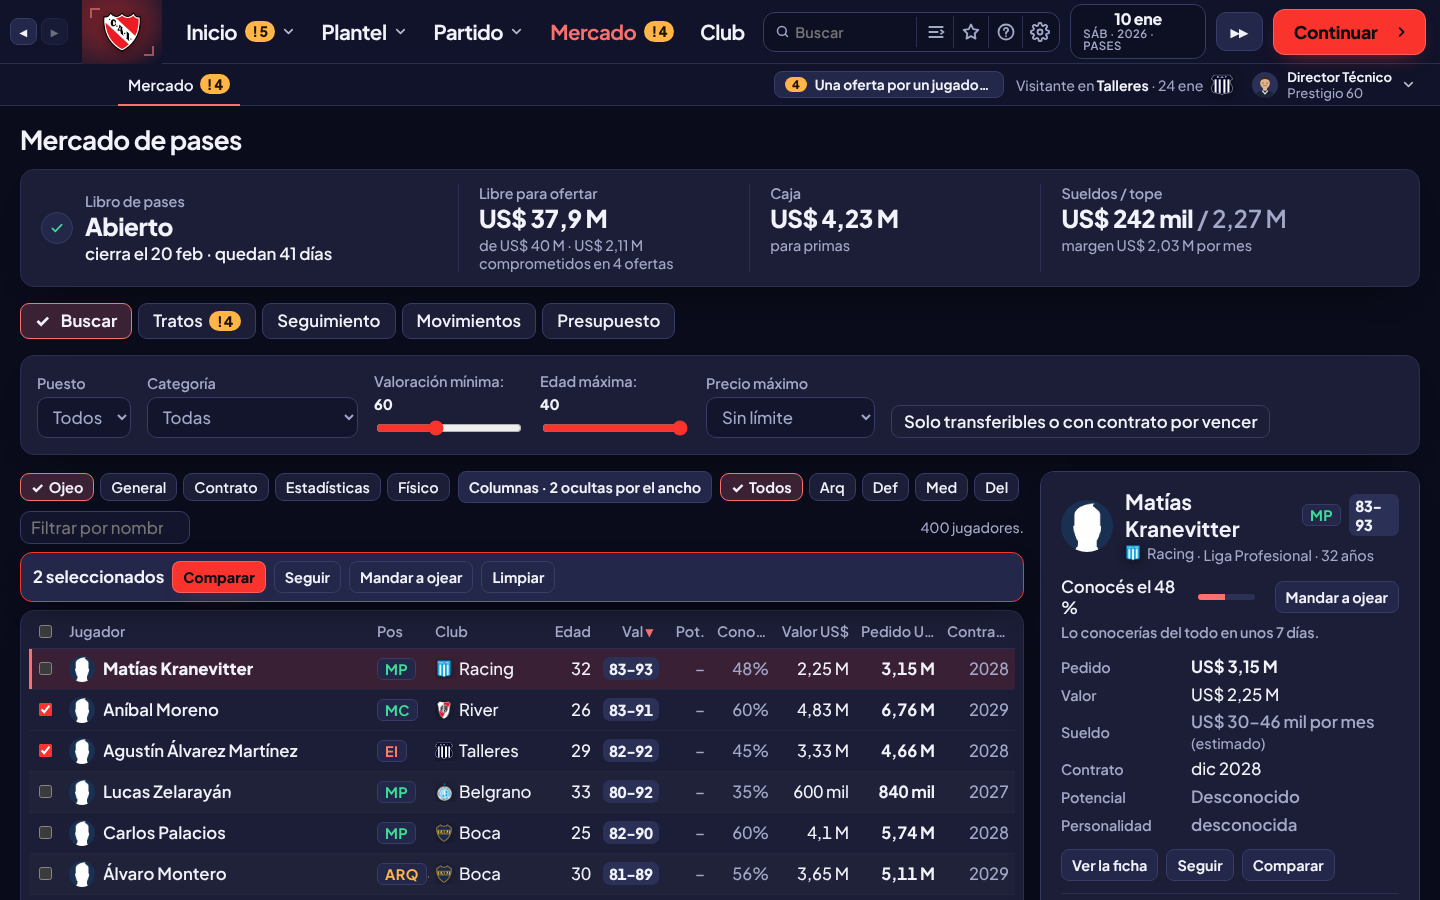 Inicio !5 Plantel Partido Mercado !4 Club
Buscar
10 ene
SÁB · 2026 ·
PASES
Continuar
Mercado !4
4 Una oferta por un jugado…
Visitante en Talleres · 24 ene
Director Técnico
Prestigio 60
Mercado de pases
Libro de pases
Abierto
cierra el 20 feb · quedan 41 días
Libre para ofertar
US$ 37,9 M
de US$ 40 M · US$ 2,11 M
comprometidos en 4 ofertas
Caja
US$ 4,23 M
para primas
Sueldos / tope
US$ 242 mil / 2,27 M
margen US$ 2,03 M por mes
✓ Buscar
Tratos !4
Seguimiento
Movimientos
Presupuesto
Puesto
Todos
Categoría
Todas
Valoración mínima:
60
Edad máxima:
40
Precio máximo
Sin límite
Solo transferibles o con contrato por vencer
✓ Ojeo General Contrato Estadísticas Físico Columnas · 2 ocultas por el ancho ✓ Todos Arq Def Med Del
Filtrar por nombr
400 jugadores.
2 seleccionados Comparar Seguir Mandar a ojear Limpiar
Jugador Pos Club Edad Val▼ Pot. Cono… Valor US$ Pedido U… Contra…
Matías Kranevitter MP Racing 32 83–93 – 48% 2,25 M 3,15 M 2028
Aníbal Moreno MC River 26 83–91 – 60% 4,83 M 6,76 M 2029
Agustín Álvarez Martínez EI Talleres 29 82–92 – 45% 3,33 M 4,66 M 2028
Lucas Zelarayán MP Belgrano 33 80–92 – 35% 600 mil 840 mil 2027
Carlos Palacios MP Boca 25 82–90 – 60% 4,1 M 5,74 M 2028
Álvaro Montero ARQ Boca 30 81–89 – 56% 3,65 M 5,11 M 2029
Matías
Kranevitter
MP
83–
93
Racing · Liga Profesional · 32 años
Conocés el 48
%
Mandar a ojear
Lo conocerías del todo en unos 7 días.
Pedido US$ 3,15 M
Valor US$ 2,25 M
Sueldo US$ 30–46 mil por mes
(estimado)
Contrato dic 2028
Potencial Desconocido
Personalidad desconocida
Ver la ficha Seguir Comparar